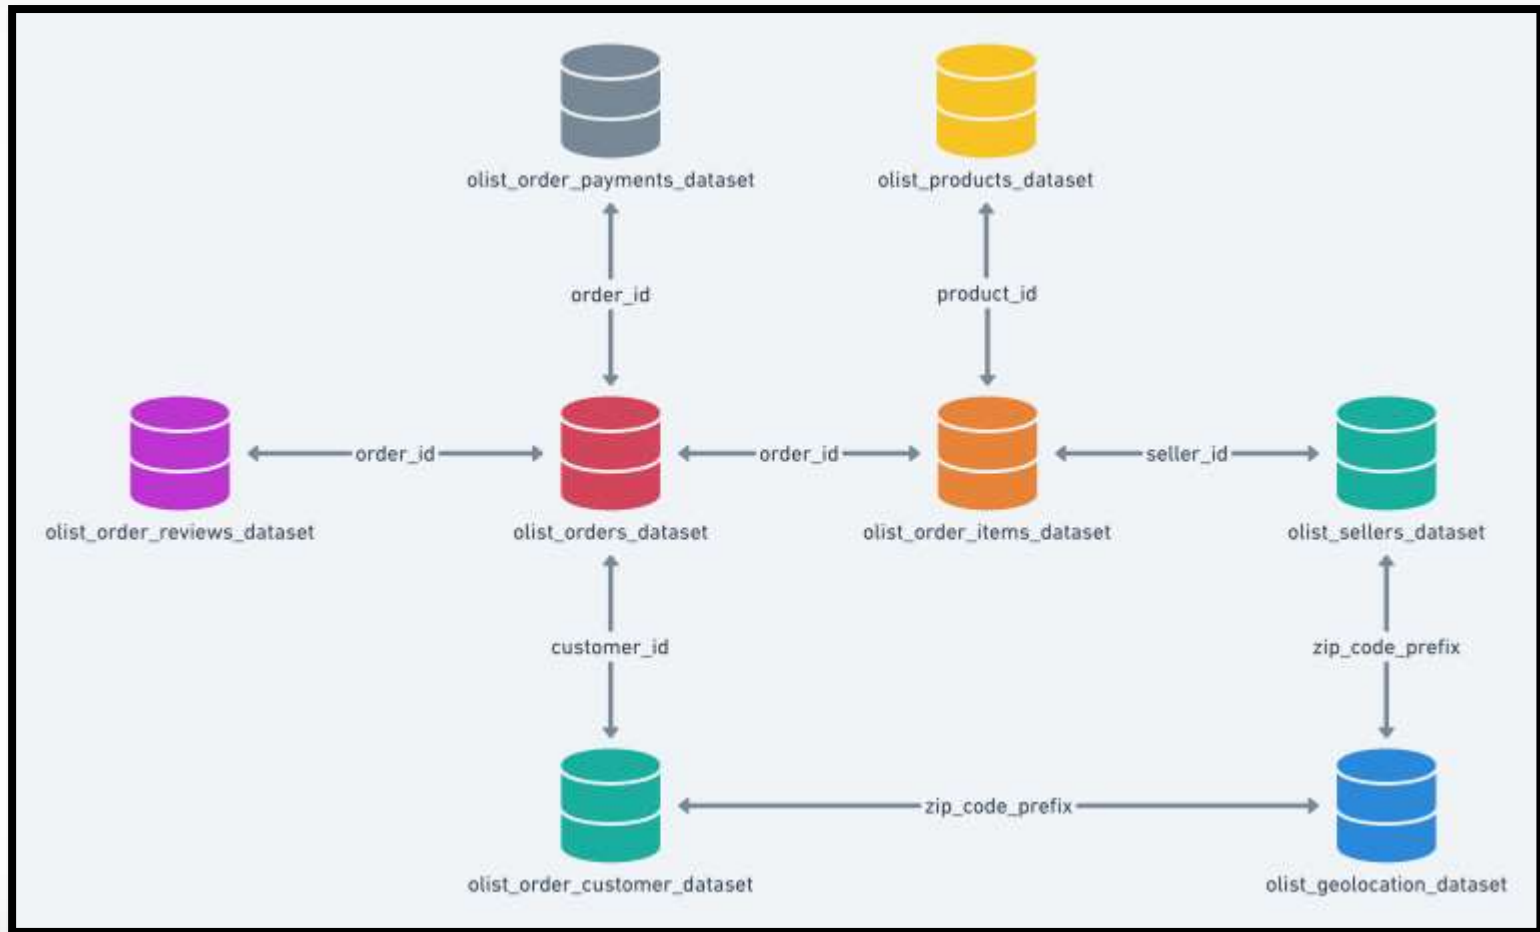 olist_order_payments_dataset
olist_products_dataset
order_id
product_id
order_id
order_id
seller_id
olist_order_reviews_dataset
olist_orders_dataset
olist_order_items_dataset
olist_sellers_dataset
customer_id
zip_code_prefix
zip_code_prefix
olist_order_customer_dataset
olist_geolocation_dataset